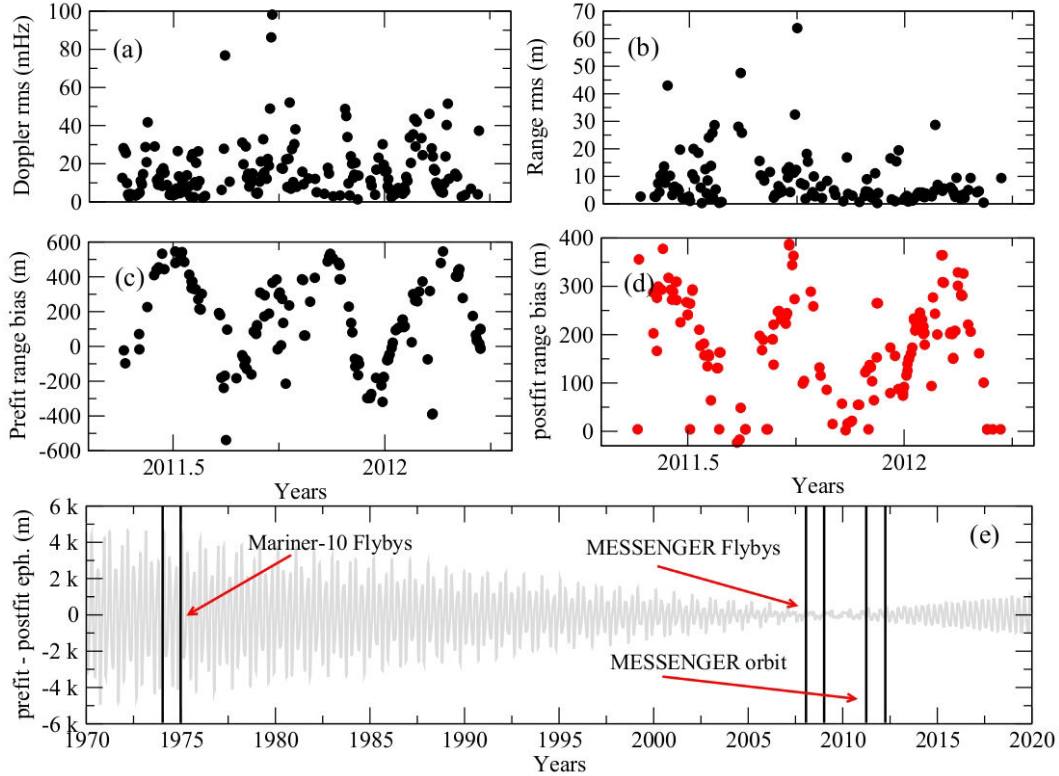 (a)
Doppler rms (mHz)
100
80
60
40
20
0
(b)
Range rms (m)
70
60
50
40
30
20
10
0
(c)
Prefit range bias (m)
600
400
200
0
-200
-400
-600
2011.5 2012
Years
(d)
postfit range bias (m)
400
300
200
100
0
2011.5 2012
Years
(e)
prefit - postfit eph. (m)
6 k
4 k
2 k
0
-2 k
-4 k
-6 k
Mariner-10 Flybys
MESSENGER Flybys
MESSENGER orbit
1970 1975 1980 1985 1990 1995 2000 2005 2010 2015 2020
Years